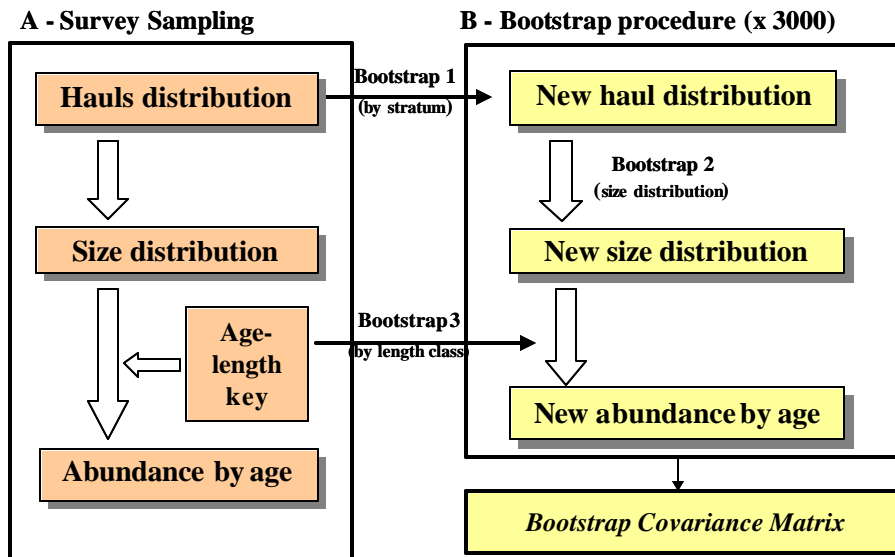 A - Survey Sampling
B - Bootstrap procedure (x 3000)
Hauls distribution
Bootstrap 1
(by stratum)
New haul distribution
Bootstrap 2
(size distribution)
Size distribution
New size distribution
Age-
length
key
Bootstrap 3
(by length class)
New abundance by age
Abundance by age
Bootstrap Covariance Matrix